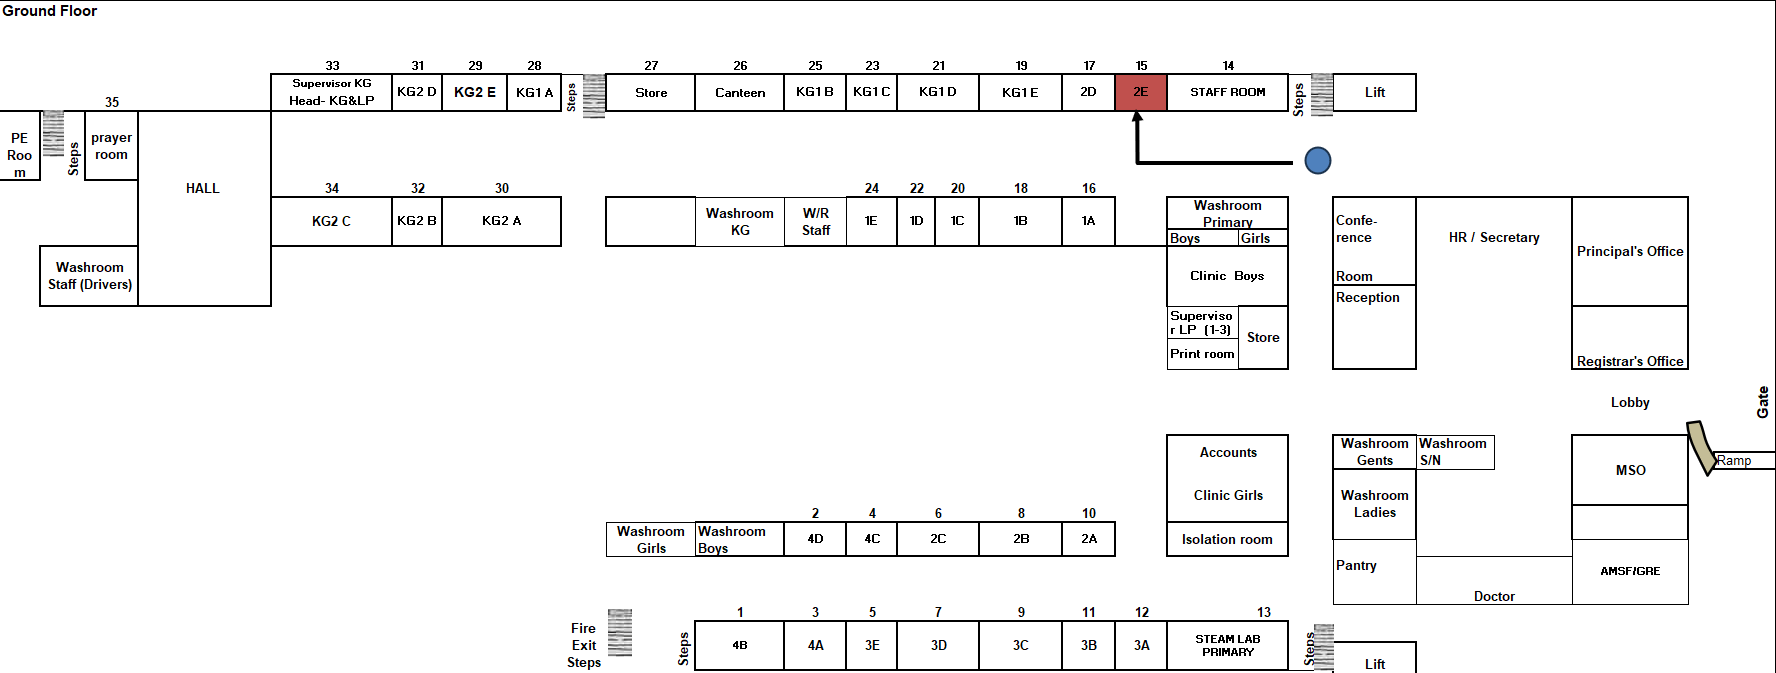 Ground Floor
33 31 29 28 27 26 25 23 21 19 17 15 14
Supervisor KG
Head- KG&LP
KG2 D
KG2 E
KG1 A
Steps
Store
Canteen
KG1 B
KG1 C
KG1 D
KG1 E
2D
2E
STAFF ROOM
Steps
Lift
35
PE
Roo
m
Steps
prayer
room
HALL
34 32 30 24 22 20 18 16
KG2 C
KG2 B
KG2 A
Washroom
KG
W/R
Staff
1E
1D
1C
1B
1A
Washroom
Primary
Boys
Girls
Clinic Boys
Superviso
r LP (1-3)
Print room
Store
Confe-
rence
Room
Reception
HR / Secretary
Principal's Office
Registrar's Office
Washroom
Staff (Drivers)
Lobby
Gate
Ramp
Accounts
Clinic Girls
Isolation room
Washroom
Gents
Washroom
S/N
Washroom
Ladies
Pantry
Doctor
MSO
AMSF/GRE
2 4 6 8 10
Washroom
Girls
Washroom
Boys
4D
4C
2C
2B
2A
1 3 5 7 9 11 12 13
Fire
Exit
Steps
Steps
4B
4A
3E
3D
3C
3B
3A
STEAM LAB
PRIMARY
Steps
Lift